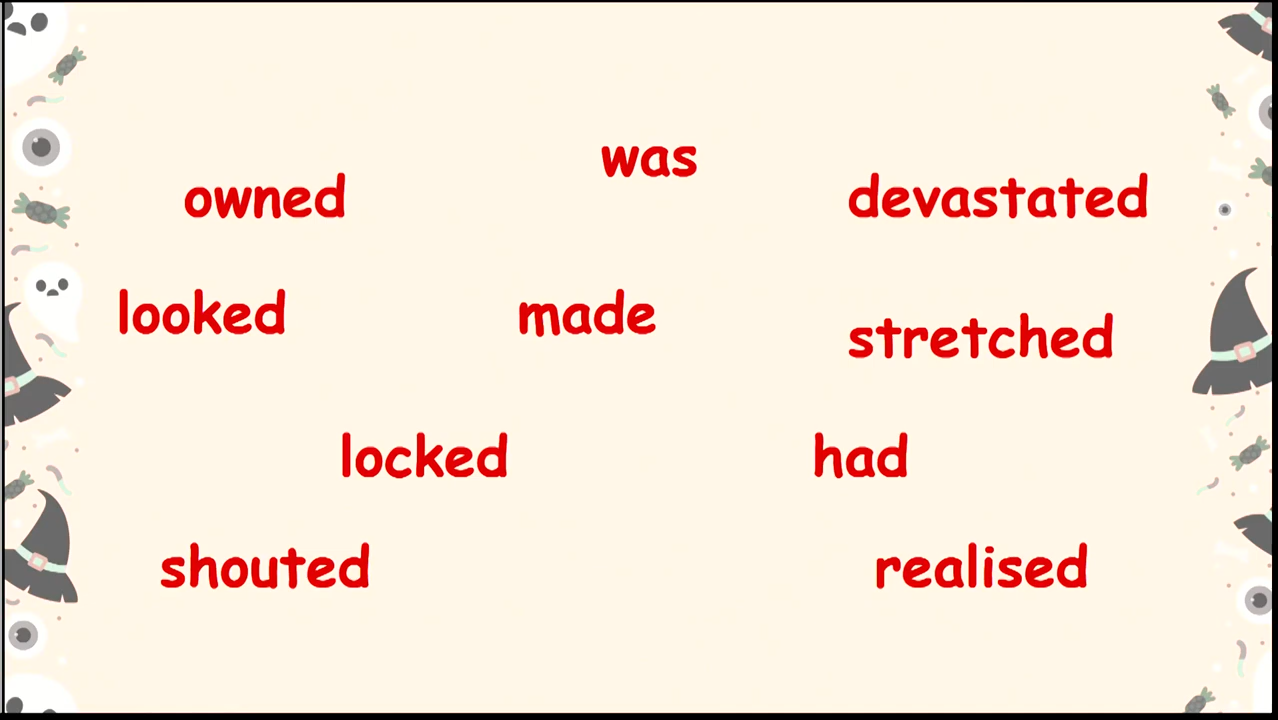 was
owned
devastated
looked
made
stretched
locked
had
shouted
realised